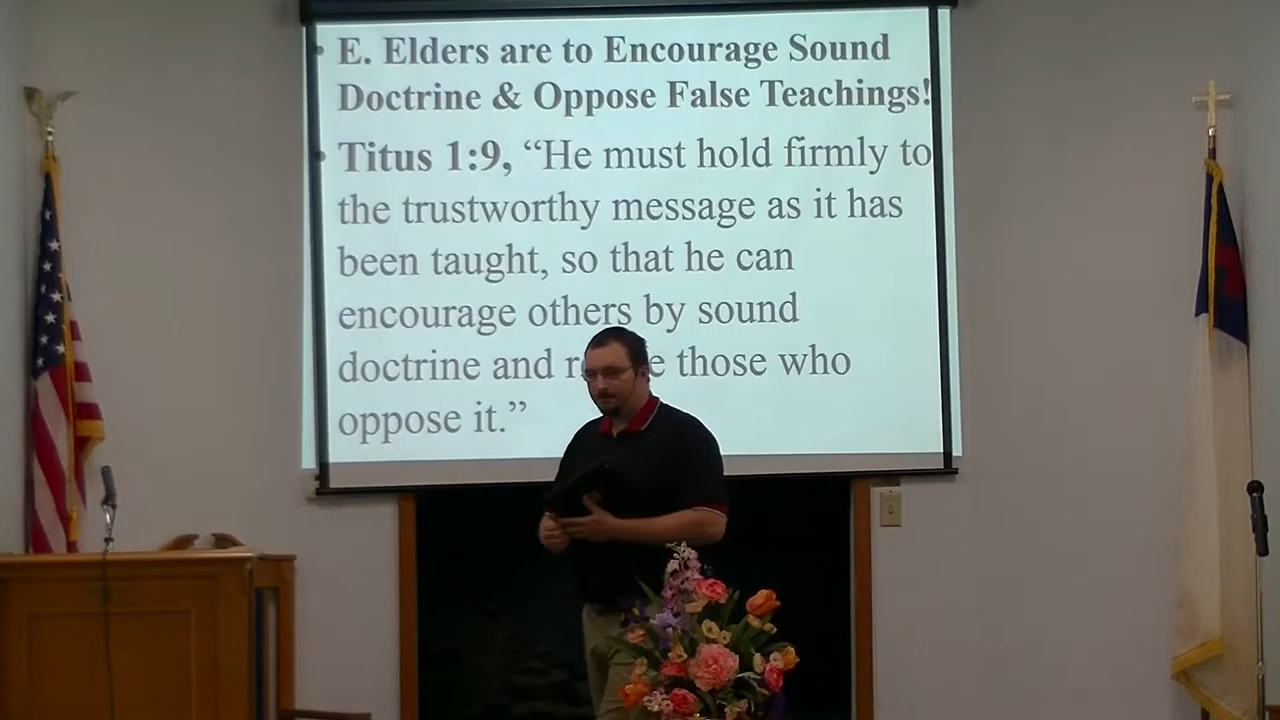 E. Elders are to Encourage Sound
Doctrine & Oppose False Teachings!
Titus 1:9, “He must hold firmly to
the trustworthy message as it has
been taught, so that he can
encourage others by sound
doctrine and those who
oppose it.”